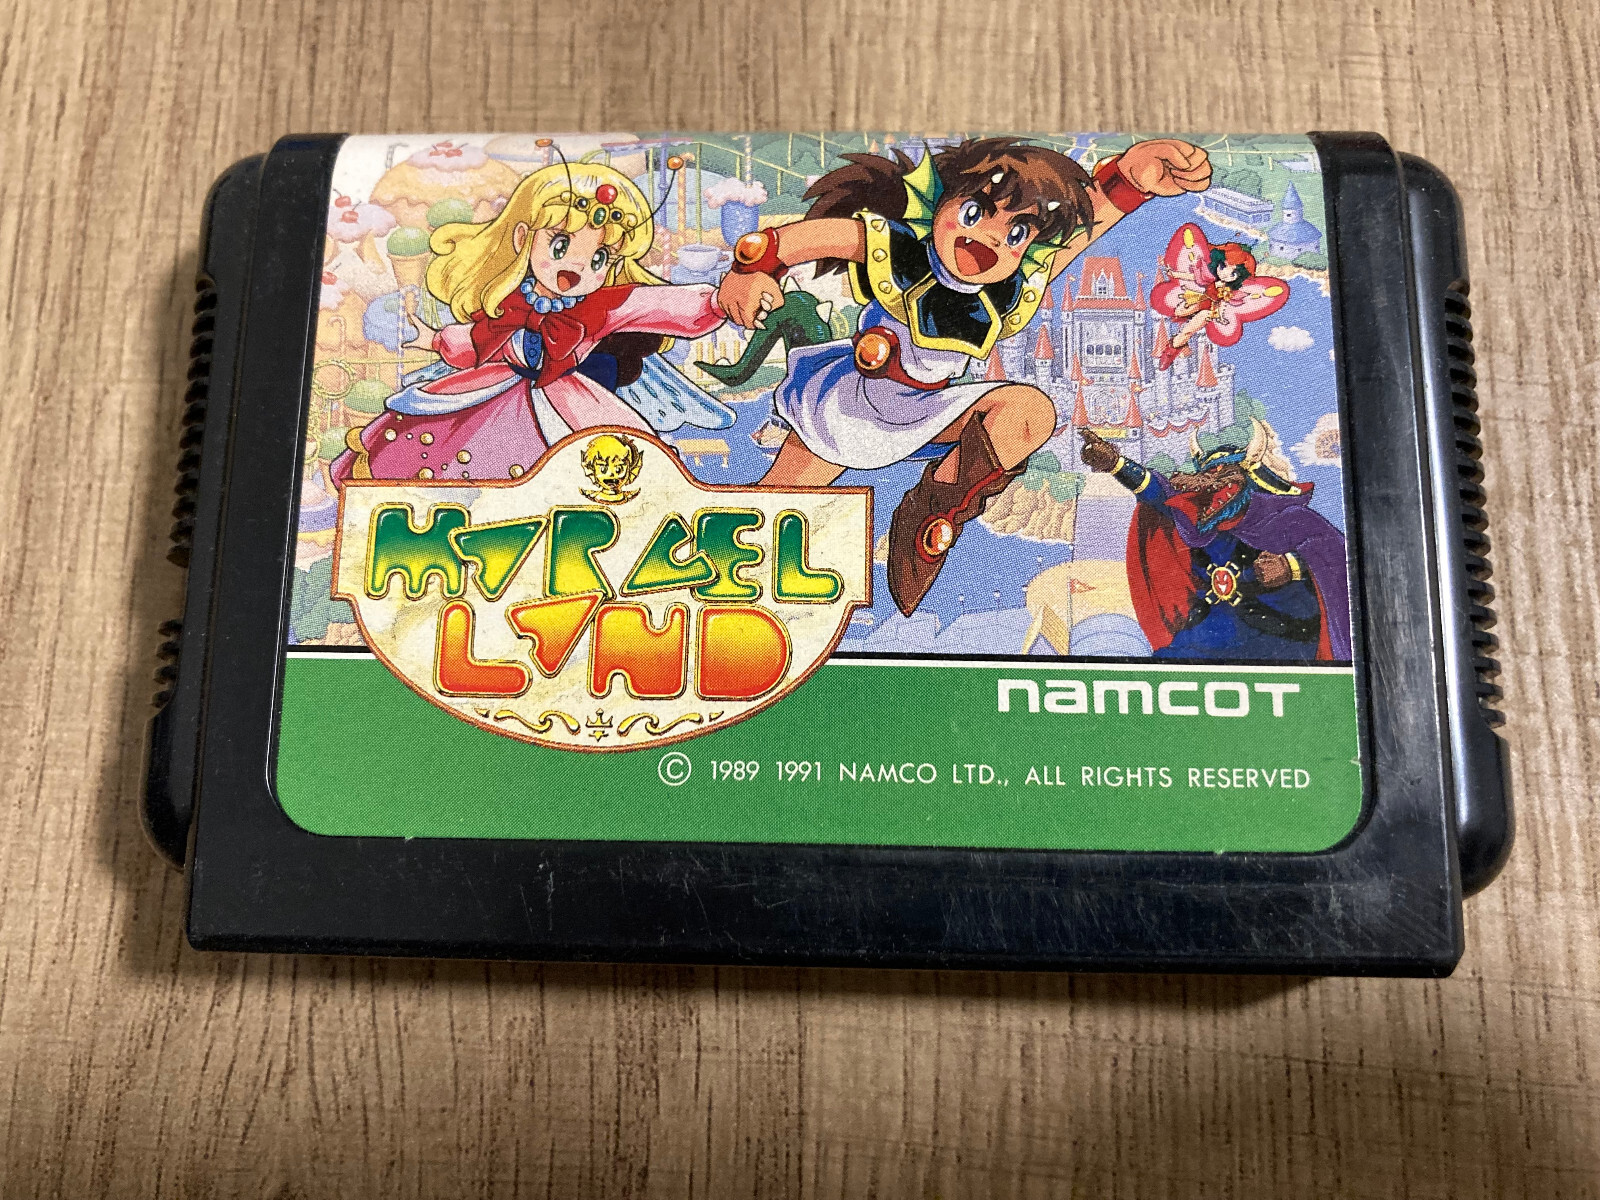 MARVEL
LAND
namcot
© 1989 1991 NAMCO LTD., ALL RIGHTS RESERVED